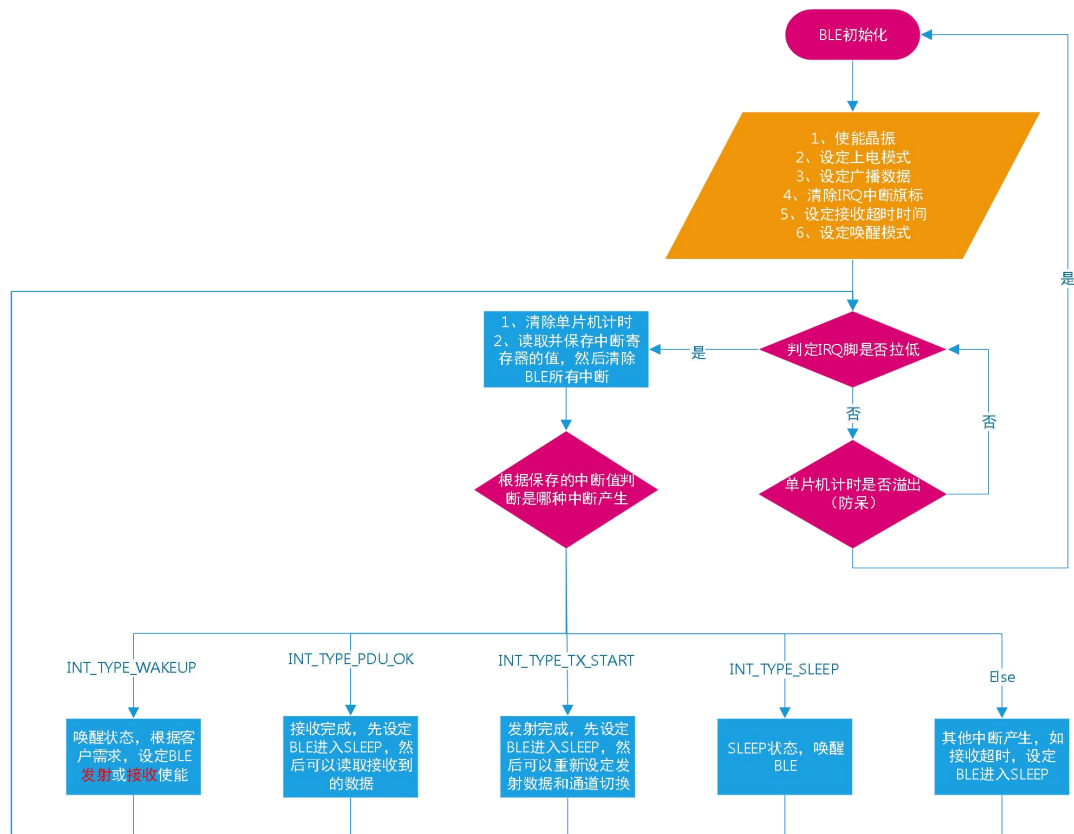 BLE初始化
1、使能晶振
2、设定上电模式
3、设定广播数据
4、清除IRQ中断旗标
5、设定接收超时时间
6、设定唤醒模式
是
1、清除单片机计时
2、读取并保存中断寄
存器的值，然后清除
BLE所有中断
是
判定IRQ脚是否拉低
否
否
根据保存的中断值判
断是哪种中断产生
单片机计时是否溢出
（防呆）
INT_TYPE_WAKEUP
INT_TYPE_PDU_OK
INT_TYPE_TX_START
INT_TYPE_SLEEP
Else
唤醒状态，根据客
户需求，设定BLE
发射或接收使能
接收完成，先设定
BLE进入SLEEP，然
后可以读取接收到
的数据
发射完成，先设定
BLE进入SLEEP，然
后可以重新设定发
射数据和通道切换
SLEEP状态，唤醒
BLE
其他中断产生，如
接收超时，设定
BLE进入SLEEP